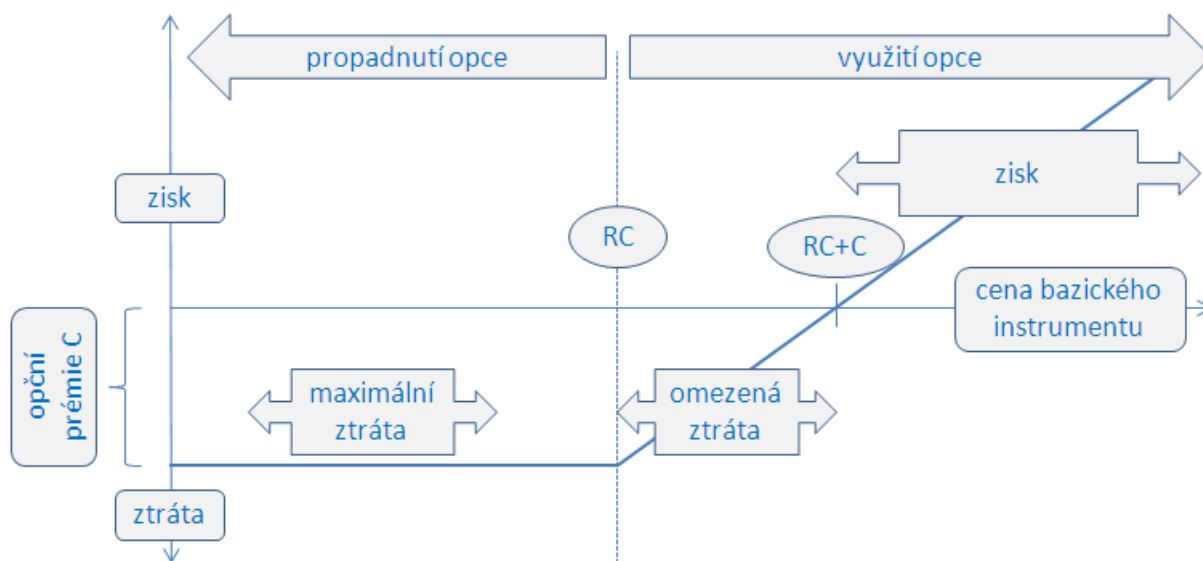 propadnutí opce
využití opce
zisk
zisk
RC
RC+C
cena bazického
instrumentu
opční
prémie C
maximální
ztráta
omezená
ztráta
ztráta